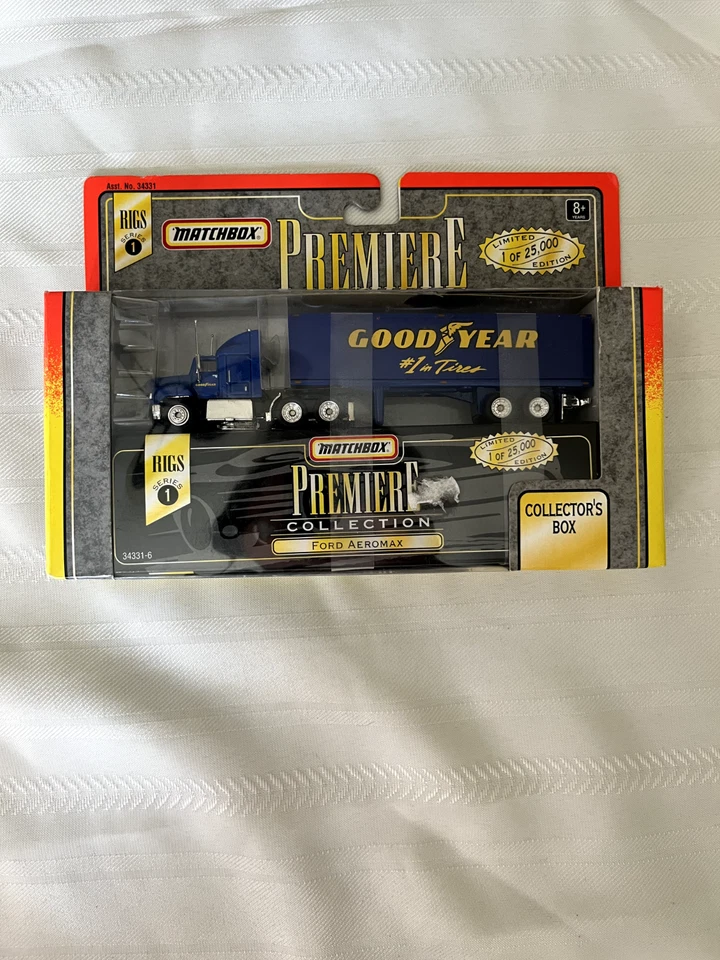 Asst. No. 34331
RIGS
SERIES
1
MATCHBOX
PREMIERE
LIMITED
1 OF 25,000
EDITION
8+
YEARS
GOODYEAR
#1 in Tires
RIGS
SERIES
1
MATCHBOX
PREMIERE
COLLECTION
FORD AEROMAX
LIMITED
1 OF 25,000
EDITION
COLLECTOR'S
BOX
34331-6